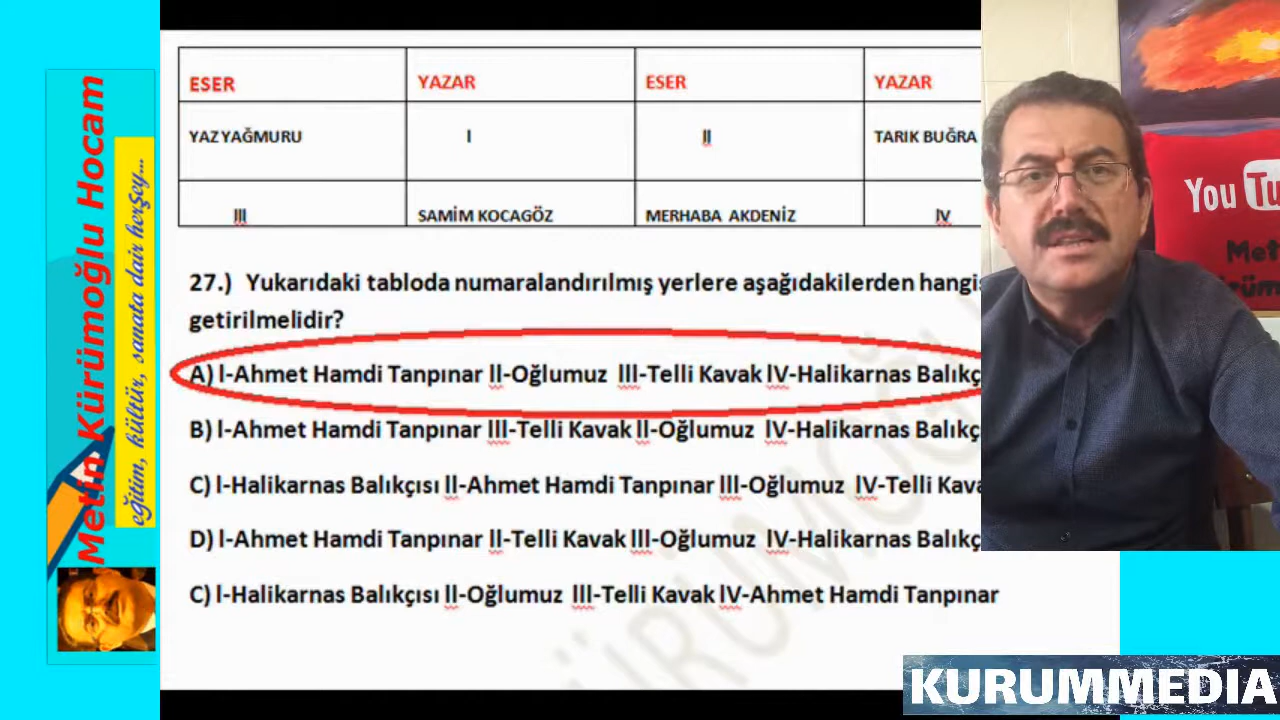 Metin Kürümoğlu Hocam
eğitim, kültür, sanata dair herşey...
ESER YAZAR ESER YAZAR
YAZ YAĞMURU I II TARIK BUĞRA
III SAMİM KOCAGÖZ MERHABA AKDENİZ IV
27.) Yukarıdaki tabloda numaralandırılmış yerlere aşağıdakilerden hangis
getirilmelidir?
A) I-Ahmet Hamdi Tanpınar II-Oğlumuz III-Telli Kavak IV-Halikarnas Balıkç
B) I-Ahmet Hamdi Tanpınar III-Telli Kavak II-Oğlumuz IV-Halikarnas Balıkç
C) I-Halikarnas Balıkçısı II-Ahmet Hamdi Tanpınar III-Oğlumuz IV-Telli Kava
D) I-Ahmet Hamdi Tanpınar II-Telli Kavak III-Oğlumuz IV-Halikarnas Balıkç
C) I-Halikarnas Balıkçısı II-Oğlumuz III-Telli Kavak IV-Ahmet Hamdi Tanpınar
You Tu
Met
KURUMMEDIA